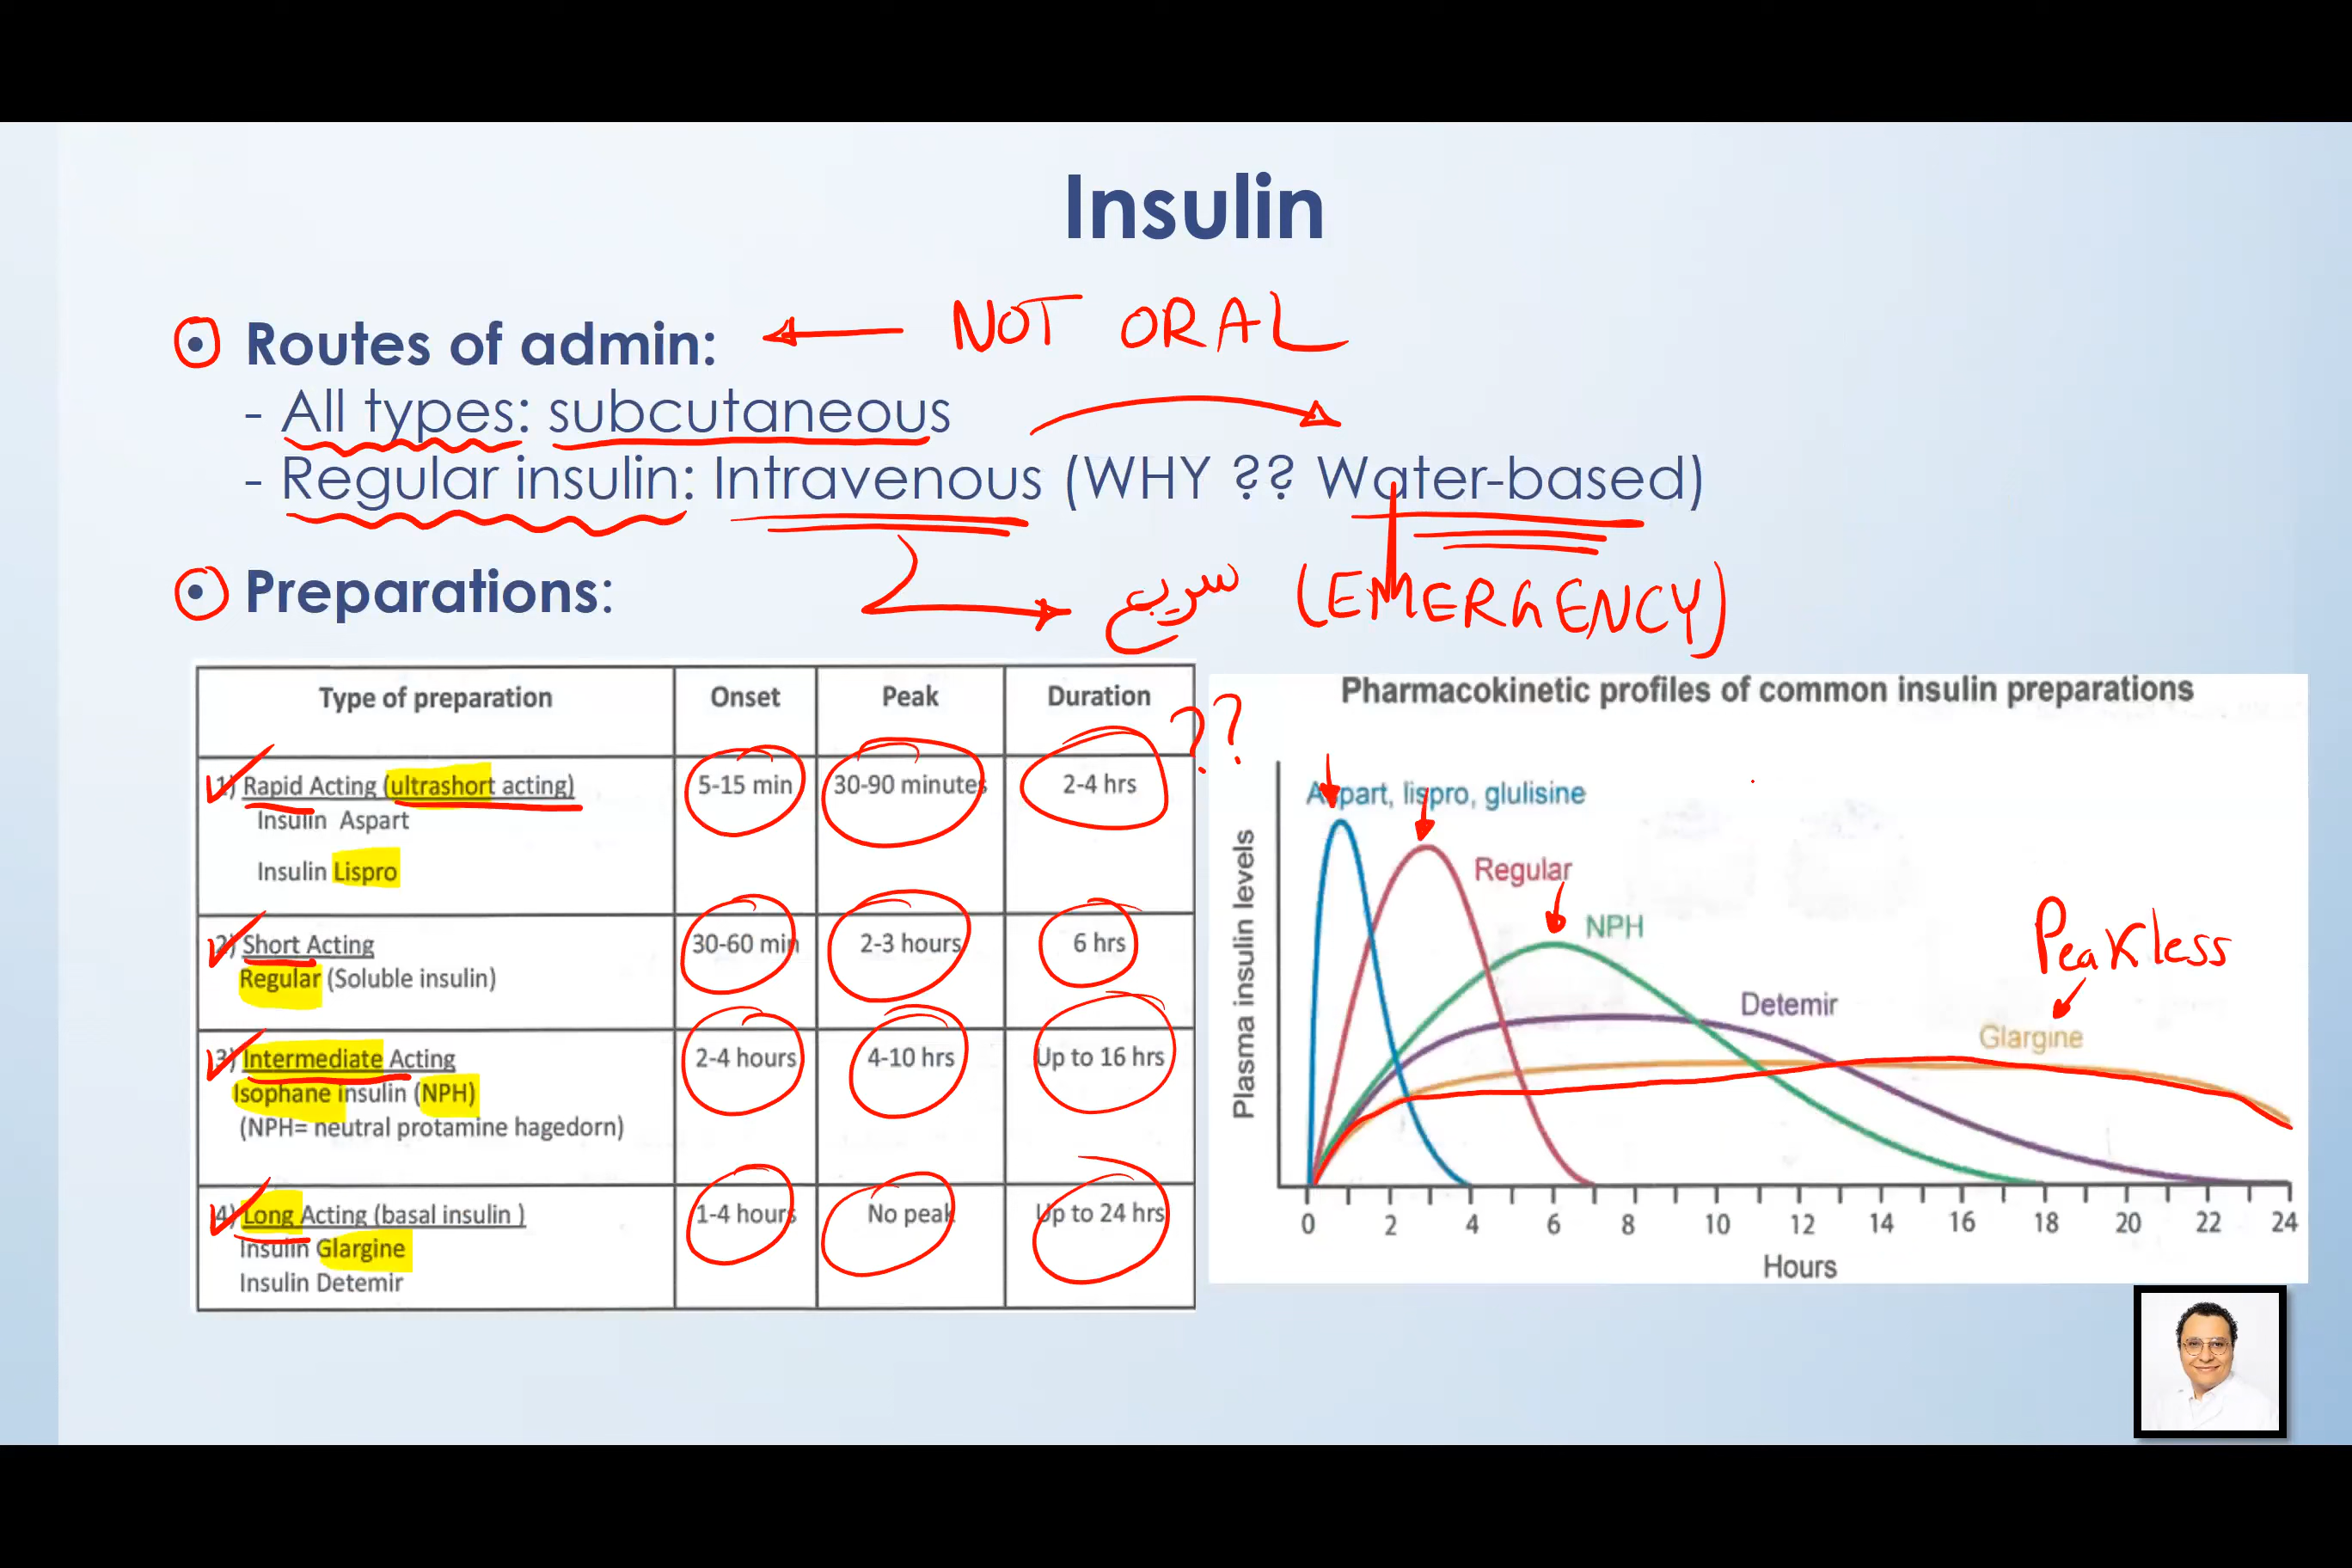 Insulin
• Routes of admin: NOT ORAL
- All types: subcutaneous
- Regular insulin: Intravenous (WHY ?? Water-based)
سريع (EMERGENCY)
• Preparations:
Type of preparation Onset Peak Duration ??
1) Rapid Acting (ultrashort acting) 5-15 min 30-90 minutes 2-4 hrs
Insulin Aspart
Insulin Lispro
2) Short Acting 30-60 min 2-3 hours 6 hrs
Regular (Soluble insulin)
3) Intermediate Acting 2-4 hours 4-10 hrs Up to 16 hrs
Isophane insulin (NPH)
(NPH= neutral protamine hagedorn)
4) Long Acting (basal insulin ) 1-4 hours No peak Up to 24 hrs
Insulin Glargine
Insulin Detemir
Pharmacokinetic profiles of common insulin preparations
Plasma insulin levels
Aspart, lispro, glulisine
Regular
NPH
Peakless
Detemir
Glargine
0 2 4 6 8 10 12 14 16 18 20 22 24
Hours